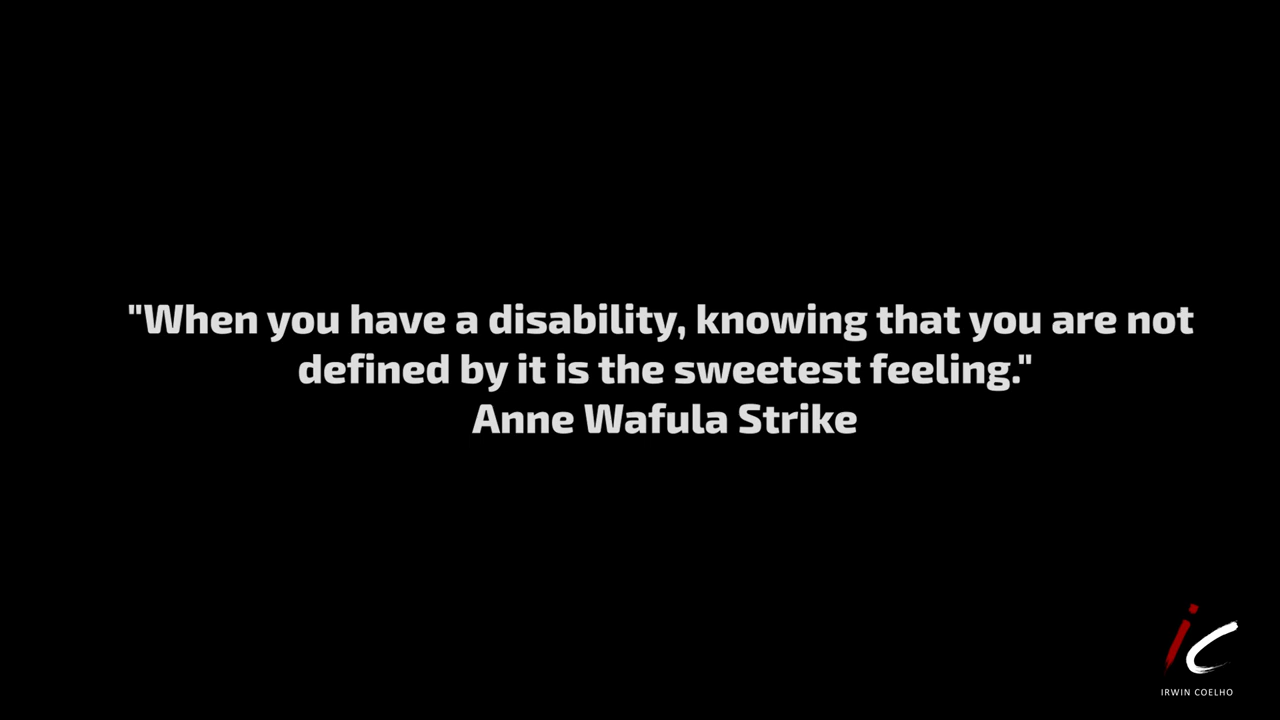 "When you have a disability, knowing that you are not
defined by it is the sweetest feeling."
Anne Wafula Strike
ic
IRWIN COELHO